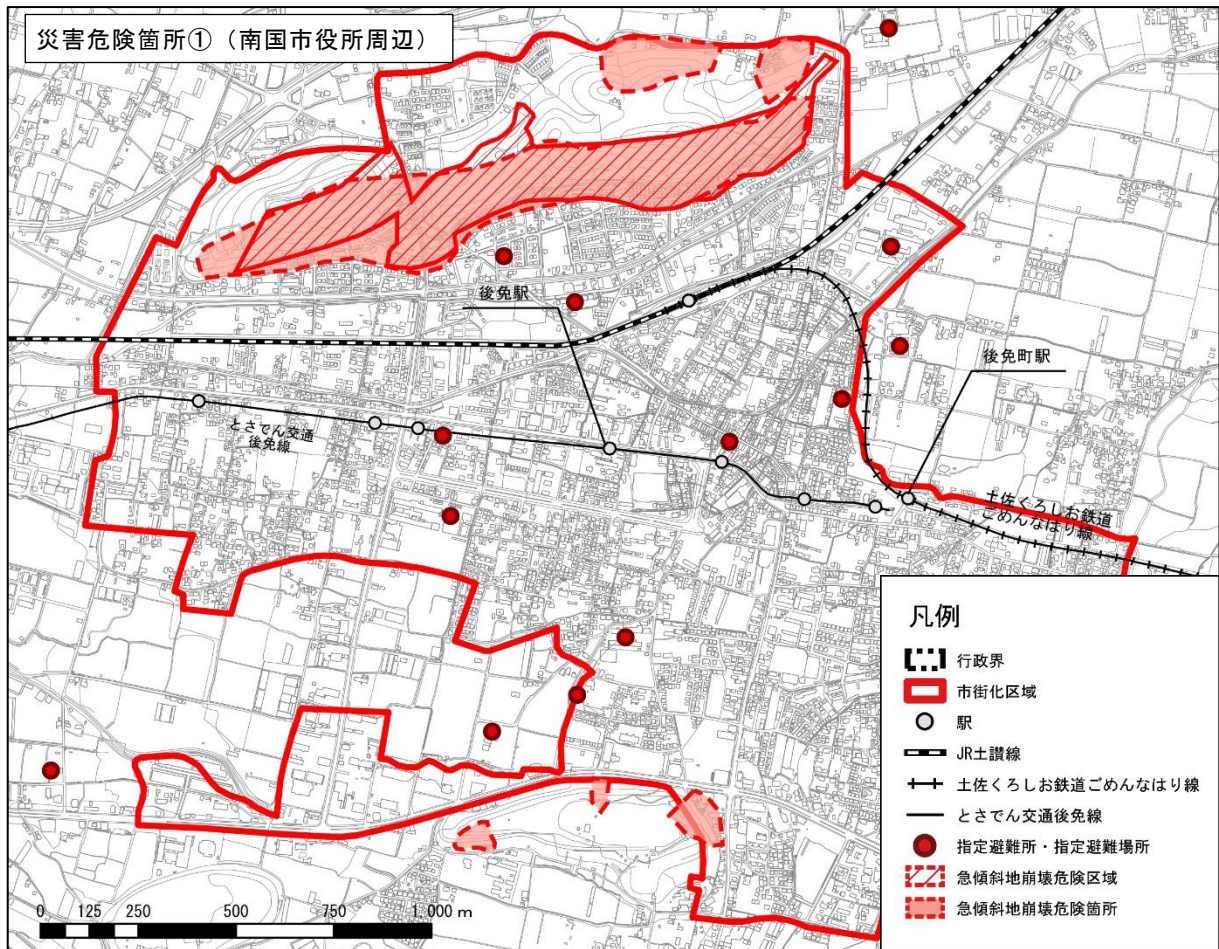 災害危険箇所①（南国市役所周辺）
後免駅
後免町駅
とさでん交通
後免線
土佐くろしお鉄道
ごめんなはり線
凡例
行政界
市街化区域
駅
JR土讃線
土佐くろしお鉄道ごめんなはり線
とさでん交通後免線
指定避難所・指定避難場所
急傾斜地崩壊危険区域
急傾斜地崩壊危険箇所
0 125 250 500 750 1,000 m